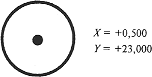 X = +0,500
Y = +23,000